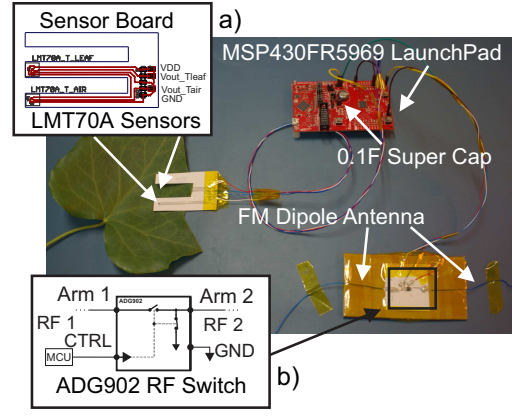 Sensor Board
a)
LMT70A_T_LEAF
VDD
Vout_Tleaf
LMT70A_T_AIR
Vout_Tair
GND
LMT70A Sensors
MSP430FR5969 LaunchPad
0.1F Super Cap
FM Dipole Antenna
Arm 1
ADG902
Arm 2
RF 1
RF 2
CTRL
MCU
GND
ADG902 RF Switch
b)